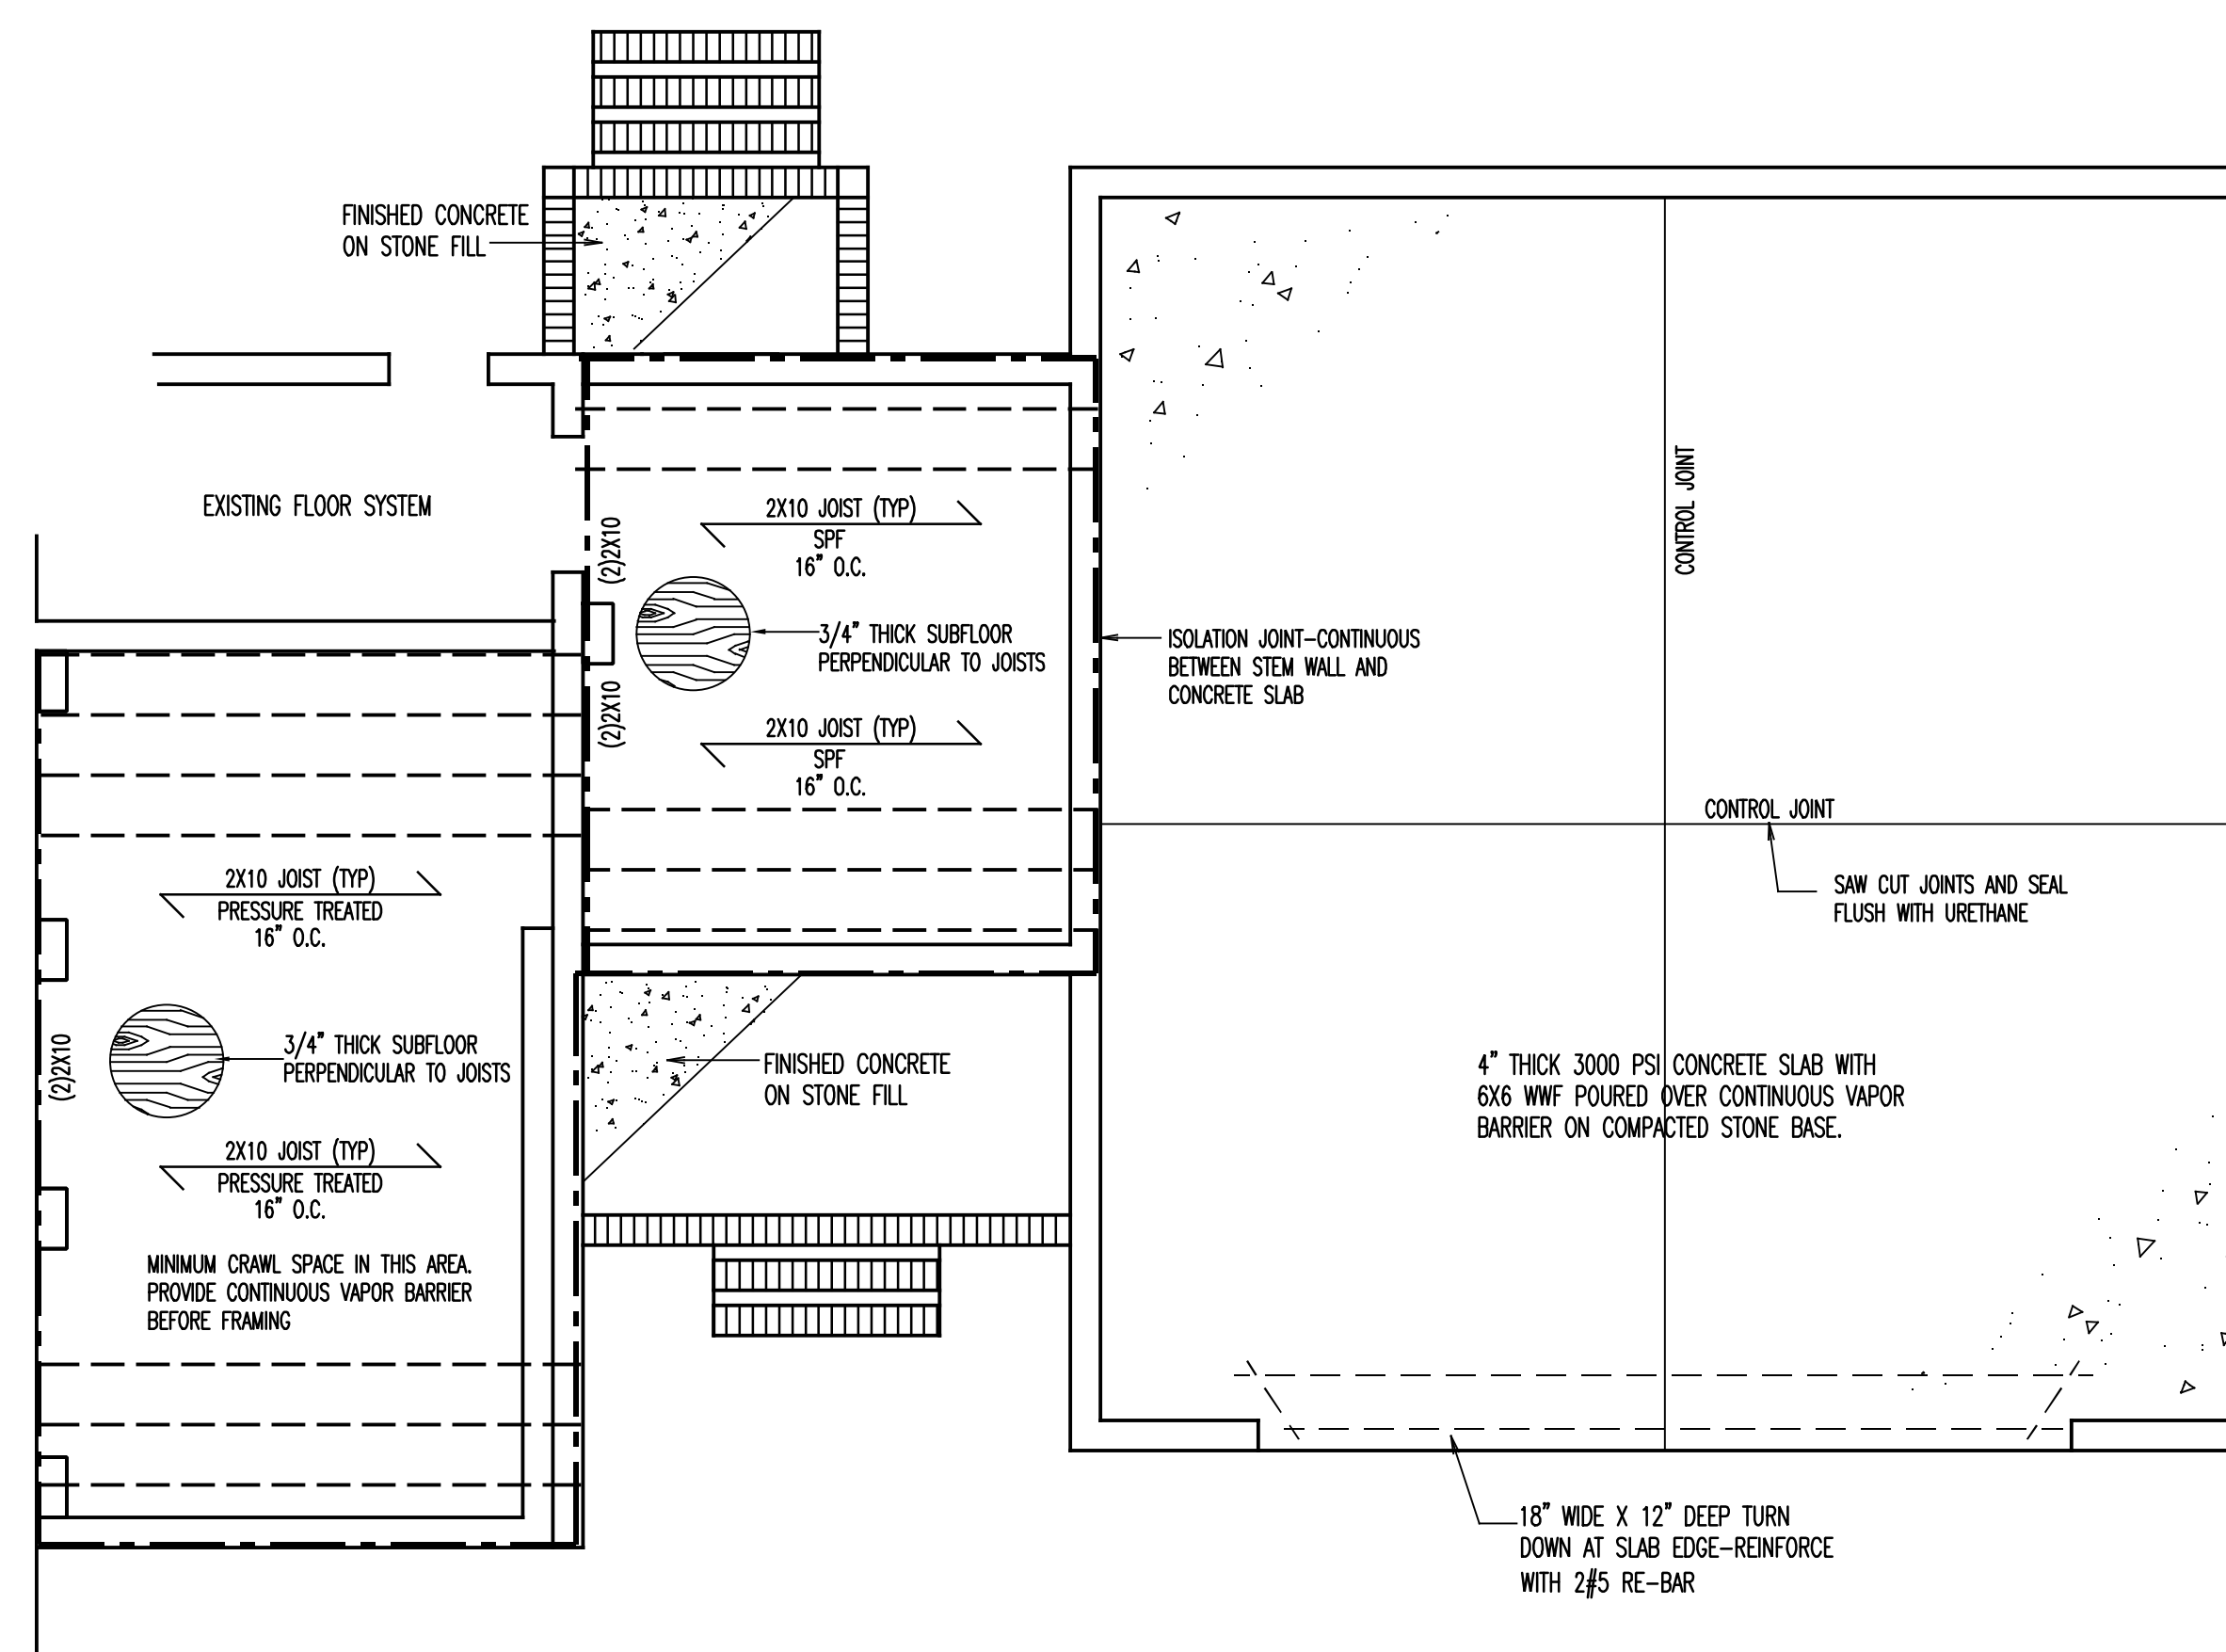 FINISHED CONCRETE
ON STONE FILL
EXISTING FLOOR SYSTEM
2X10 JOIST (TYP)
SPF
16" O.C.
(2)2X10
3/4" THICK SUBFLOOR
PERPENDICULAR TO JOISTS
(2)2X10
2X10 JOIST (TYP)
SPF
16" O.C.
ISOLATION JOINT-CONTINUOUS
BETWEEN STEM WALL AND
CONCRETE SLAB
CONTROL JOINT
CONTROL JOINT
SAW CUT JOINTS AND SEAL
FLUSH WITH URETHANE
2X10 JOIST (TYP)
PRESSURE TREATED
16" O.C.
(2)2X10
3/4" THICK SUBFLOOR
PERPENDICULAR TO JOISTS
2X10 JOIST (TYP)
PRESSURE TREATED
16" O.C.
MINIMUM CRAWL SPACE IN THIS AREA.
PROVIDE CONTINUOUS VAPOR BARRIER
BEFORE FRAMING
FINISHED CONCRETE
ON STONE FILL
4" THICK 3000 PSI CONCRETE SLAB WITH
6X6 WWF POURED OVER CONTINUOUS VAPOR
BARRIER ON COMPACTED STONE BASE.
18" WIDE X 12" DEEP TURN
DOWN AT SLAB EDGE-REINFORCE
WITH 2#5 RE-BAR